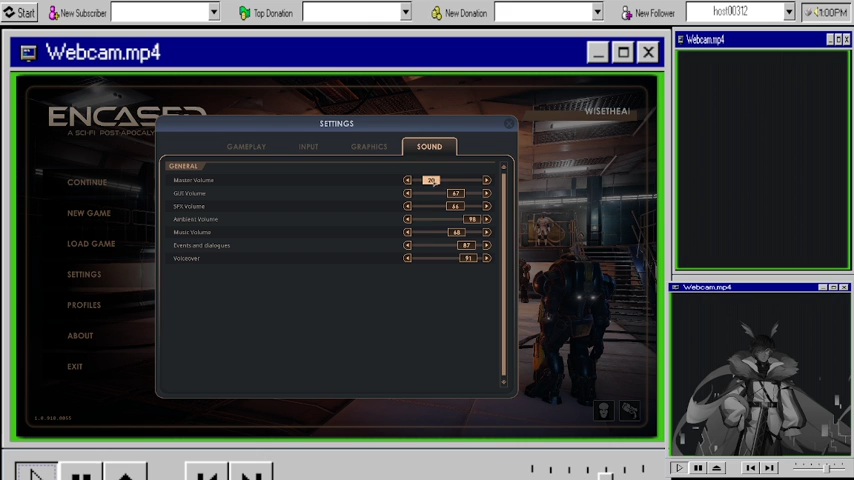 Start New Subscriber Top Donation New Donation New Follower host00312 1:00PM
Webcam.mp4
Webcam.mp4
ENCASED
A SCI-FI POST-APOCALY
WISETHEAI
SETTINGS
GAMEPLAY INPUT GRAPHICS SOUND
GENERAL
Master Volume 20
GUI Volume 67
SFX Volume 66
Ambient Volume 98
Music Volume 68
Events and dialogues 87
Voiceover 91
CONTINUE
NEW GAME
LOAD GAME
SETTINGS
PROFILES
ABOUT
EXIT
Webcam.mp4